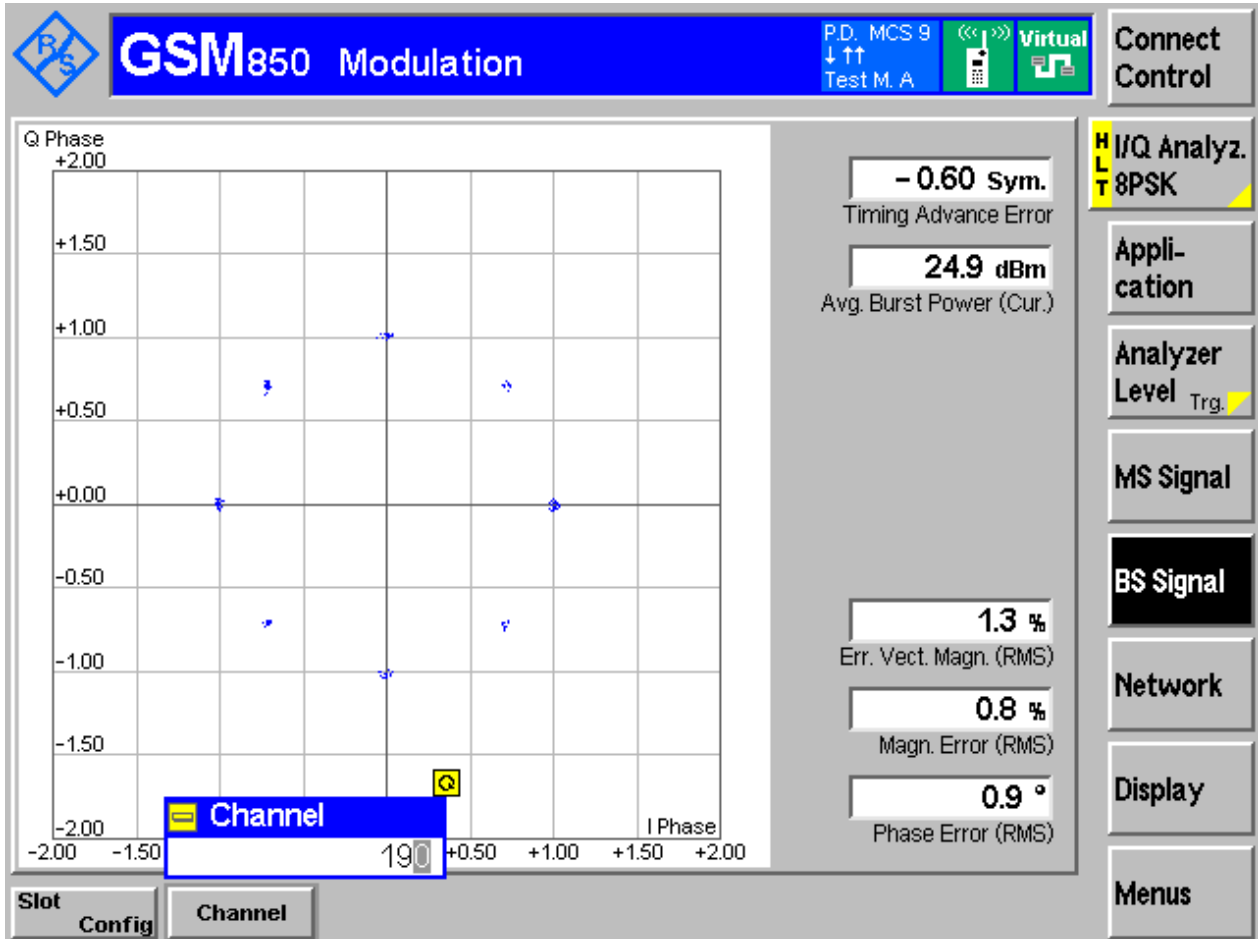 R/S
GSM850 Modulation
P.D. MCS 9
↓ ↑↑
Test M. A
Virtual
Connect
Control
Q Phase
+2.00
+1.50
+1.00
+0.50
+0.00
-0.50
-1.00
-1.50
-2.00
I Phase
-2.00 -1.50 +0.50 +1.00 +1.50 +2.00
Q
Channel
190
- 0.60 Sym.
Timing Advance Error
24.9 dBm
Avg. Burst Power (Cur.)
1.3 %
Err. Vect. Magn. (RMS)
0.8 %
Magn. Error (RMS)
0.9 °
Phase Error (RMS)
HLT
I/Q Analyz.
8PSK
Appli-
cation
Analyzer
Level Trg.
MS Signal
BS Signal
Network
Display
Menus
Slot
Config
Channel